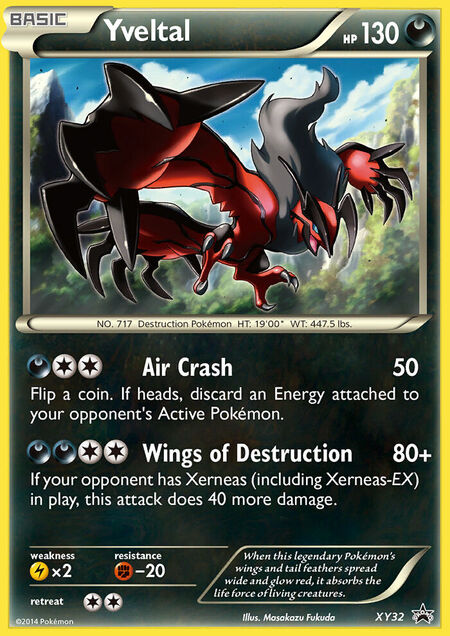 BASIC Yveltal HP 130
NO. 717 Destruction Pokémon HT: 19'00" WT: 447.5 lbs.
Air Crash 50
Flip a coin. If heads, discard an Energy attached to
your opponent's Active Pokémon.
Wings of Destruction 80+
If your opponent has Xerneas (including Xerneas-EX)
in play, this attack does 40 more damage.
weakness resistance
×2 -20
retreat
When this legendary Pokémon's
wings and tail feathers spread
wide and glow red, it absorbs the
life force of living creatures.
©2014 Pokémon Illus. Masakazu Fukuda XY32
PROMO